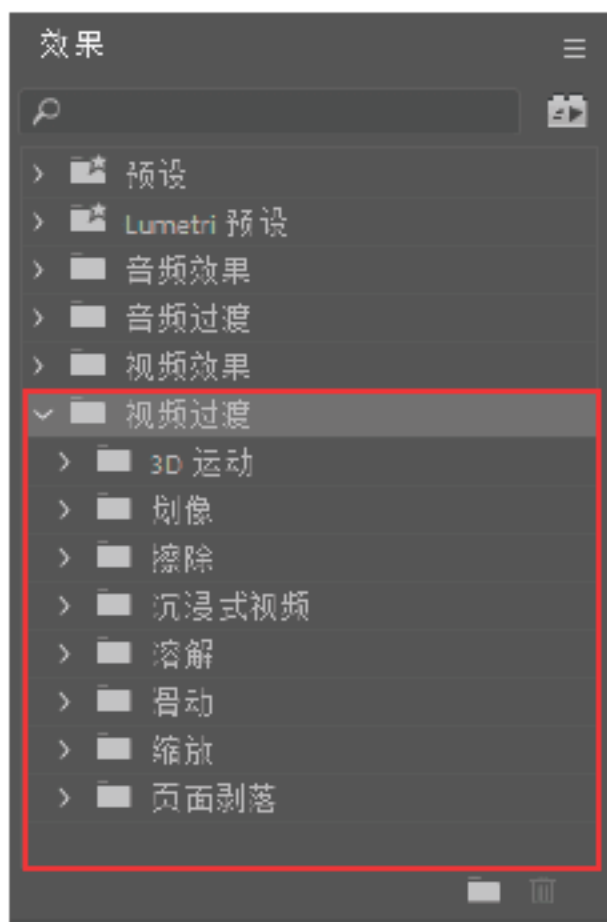 效果
预设
Lumetri 预设
音频效果
音频过渡
视频效果
视频过渡
3D 运动
划像
擦除
沉浸式视频
溶解
滑动
缩放
页面剥落